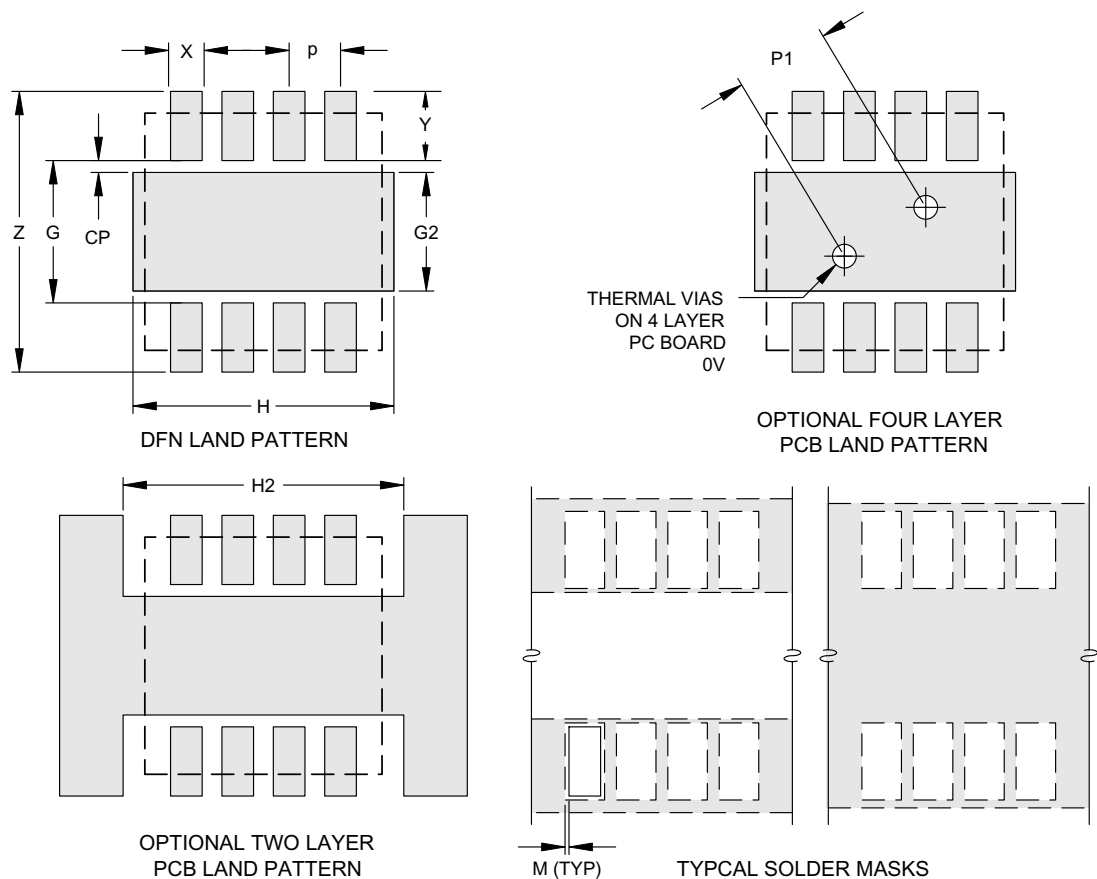 X
p
P1
Y
Z
G
CP
G2
H
DFN LAND PATTERN
THERMAL VIAS
ON 4 LAYER
PC BOARD
0V
OPTIONAL FOUR LAYER
PCB LAND PATTERN
H2
OPTIONAL TWO LAYER
PCB LAND PATTERN
M (TYP)
TYPCAL SOLDER MASKS